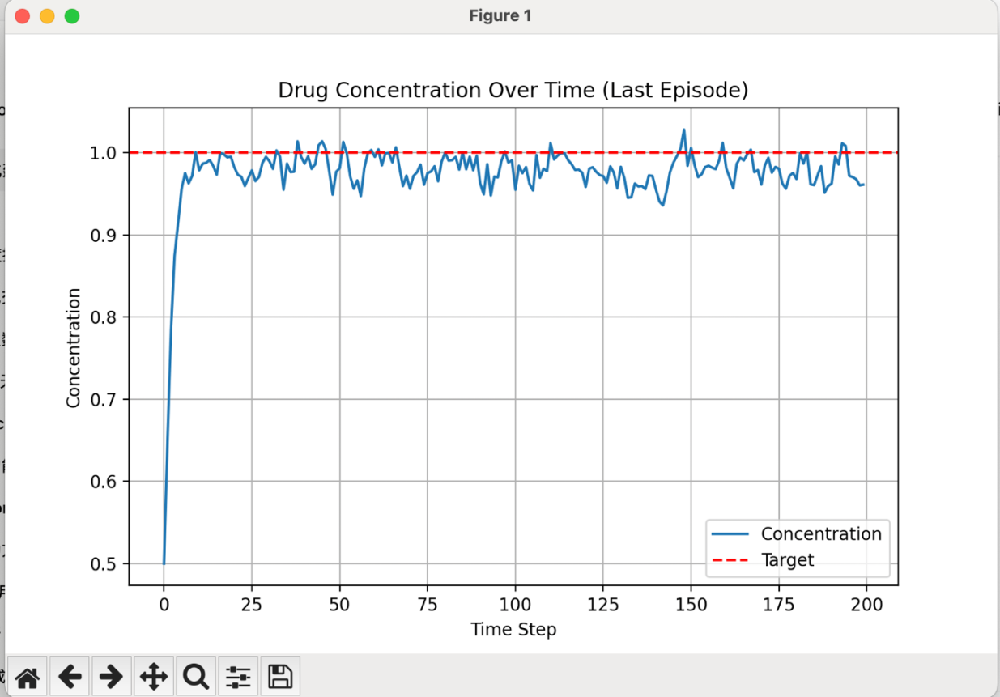 Figure 1
Drug Concentration Over Time (Last Episode)
1.0
0.9
0.8
0.7
0.6
0.5
Concentration
Concentration
Target
0 25 50 75 100 125 150 175 200
Time Step